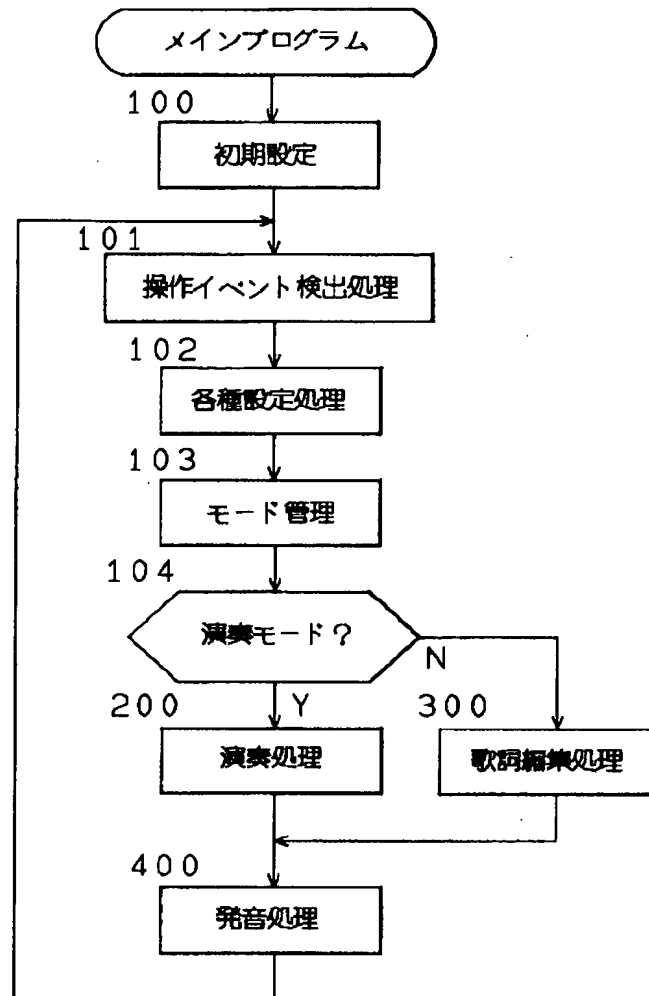 メインプログラム
100
初期設定
101
操作イベント検出処理
102
各種設定処理
103
モード管理
104
演奏モード?
N
Y
200
演奏処理
300
歌詞編集処理
400
発音処理